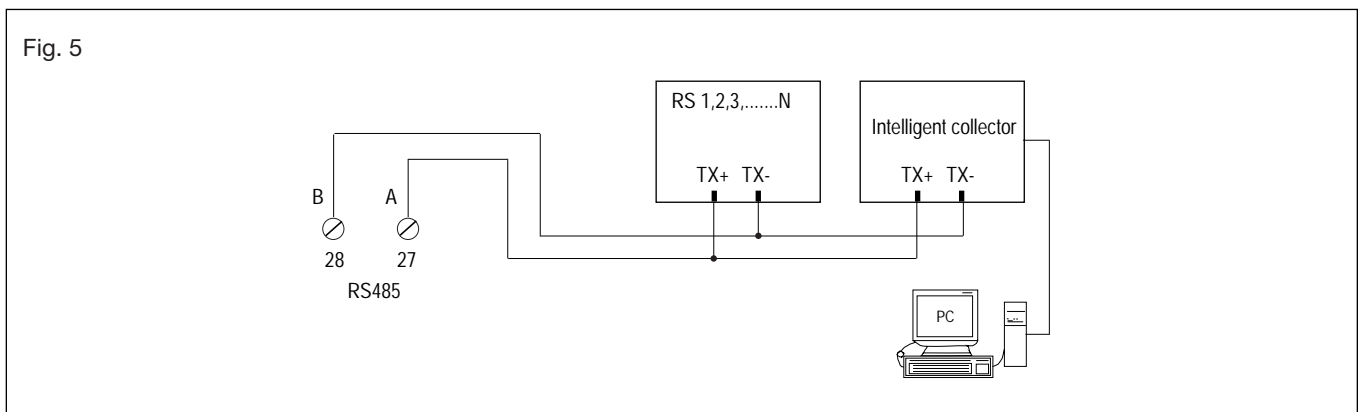 Fig. 5
RS 1,2,3,.......N
Intelligent collector
TX+ TX-
TX+ TX-
B
A
28
27
RS485
PC